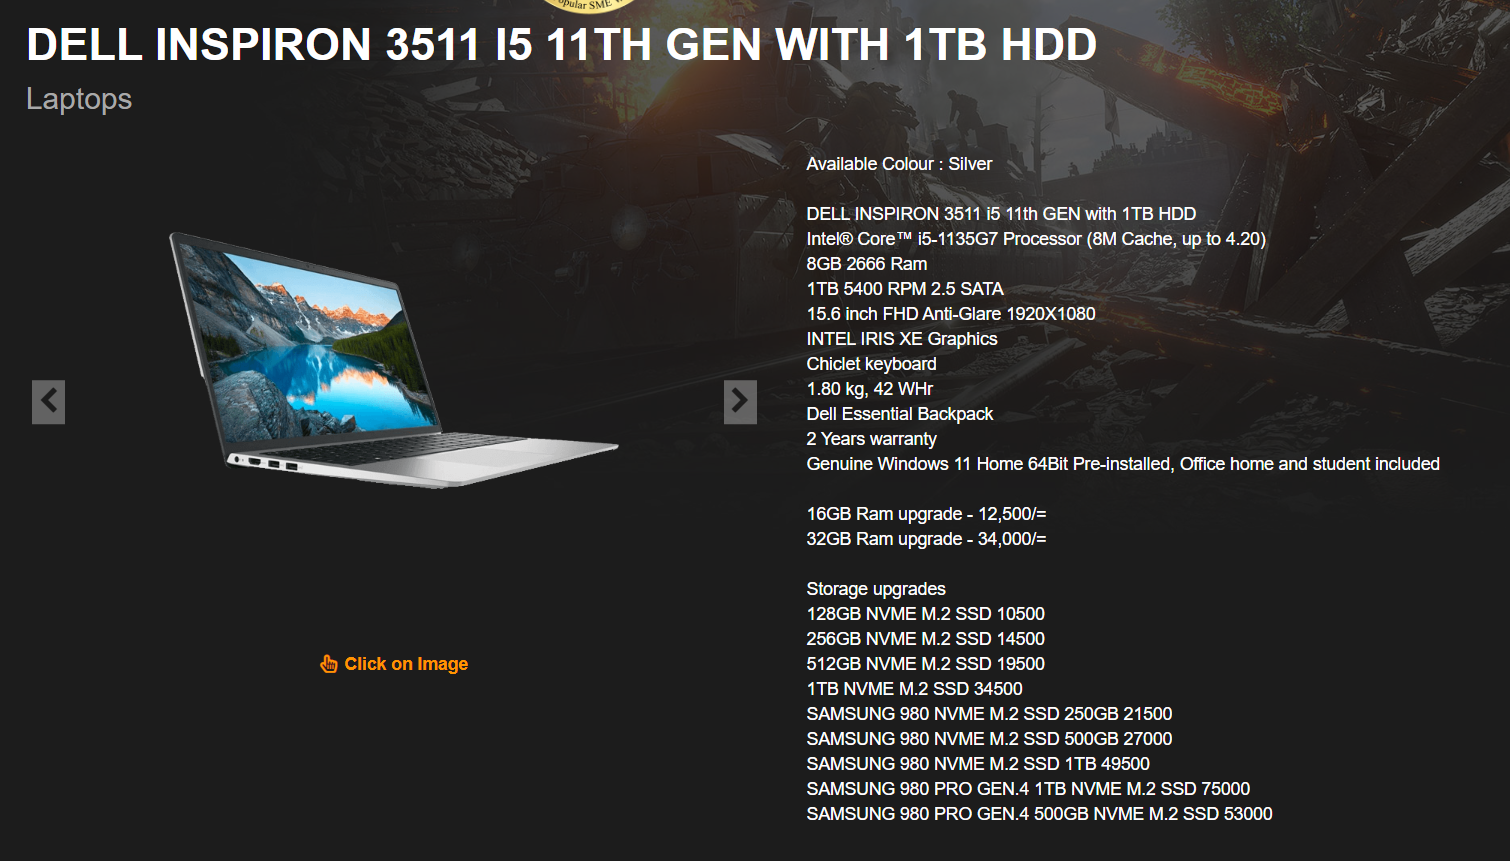 pular SME
DELL INSPIRON 3511 I5 11TH GEN WITH 1TB HDD
Laptops
Available Colour : Silver
DELL INSPIRON 3511 i5 11th GEN with 1TB HDD
Intel® Core™ i5-1135G7 Processor (8M Cache, up to 4.20)
8GB 2666 Ram
1TB 5400 RPM 2.5 SATA
15.6 inch FHD Anti-Glare 1920X1080
INTEL IRIS XE Graphics
Chiclet keyboard
1.80 kg, 42 WHr
Dell Essential Backpack
2 Years warranty
Genuine Windows 11 Home 64Bit Pre-installed, Office home and student included
16GB Ram upgrade - 12,500/=
32GB Ram upgrade - 34,000/=
Storage upgrades
128GB NVME M.2 SSD 10500
256GB NVME M.2 SSD 14500
512GB NVME M.2 SSD 19500
1TB NVME M.2 SSD 34500
SAMSUNG 980 NVME M.2 SSD 250GB 21500
SAMSUNG 980 NVME M.2 SSD 500GB 27000
SAMSUNG 980 NVME M.2 SSD 1TB 49500
SAMSUNG 980 PRO GEN.4 1TB NVME M.2 SSD 75000
SAMSUNG 980 PRO GEN.4 500GB NVME M.2 SSD 53000
Click on Image